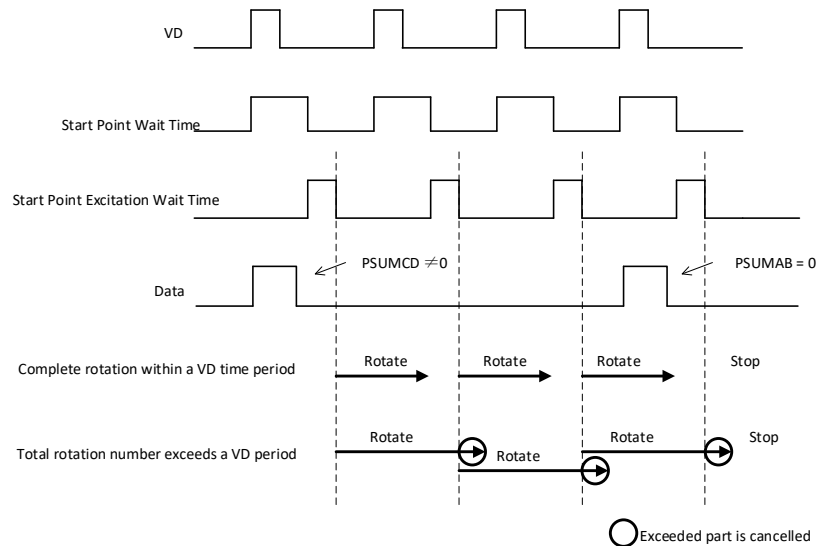 VD
Start Point Wait Time
Start Point Excitation Wait Time
PSUMCD ≠0
PSUMAB = 0
Data
Rotate
Rotate
Rotate
Complete rotation within a VD time period
Stop
Rotate
Rotate
Stop
Total rotation number exceeds a VD period
Rotate
Exceeded part is cancelled